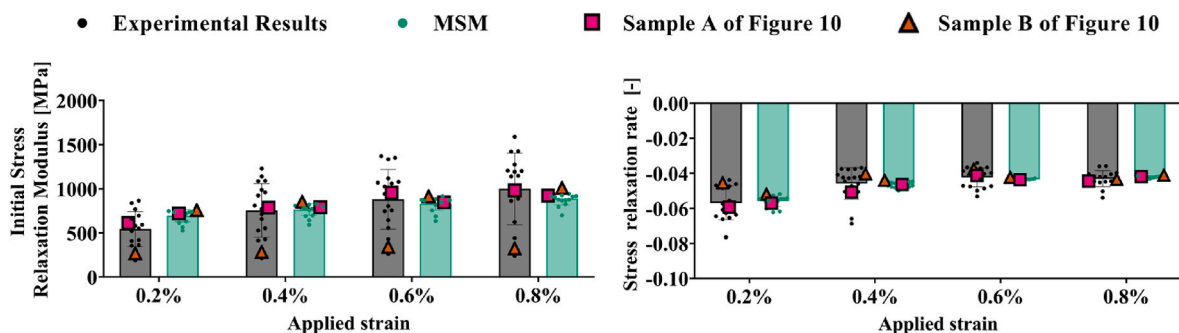 Experimental Results MSM Sample A of Figure 10 Sample B of Figure 10
Initial Stress
Relaxation Modulus [MPa]
2000
1500
1000
500
0
0.2% 0.4% 0.6% 0.8%
Applied strain
Stress relaxation rate [-]
0.00
-0.02
-0.04
-0.06
-0.08
-0.10
0.2% 0.4% 0.6% 0.8%
Applied strain